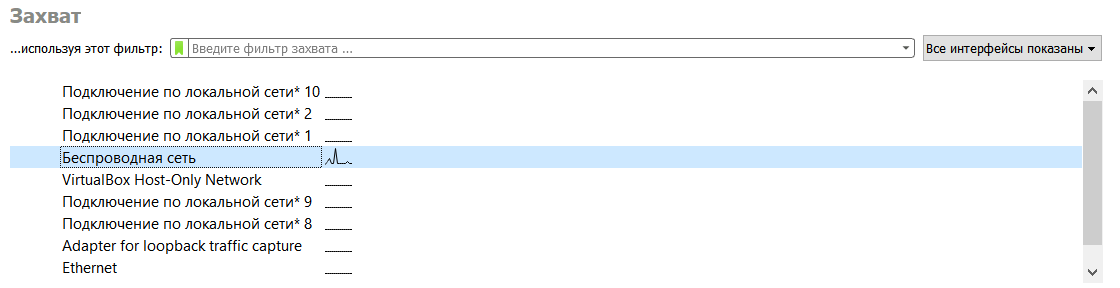 Захват
...используя этот фильтр: Введите фильтр захвата ... Все интерфейсы показаны
Подключение по локальной сети* 10
Подключение по локальной сети* 2
Подключение по локальной сети* 1
Беспроводная сеть
VirtualBox Host-Only Network
Подключение по локальной сети* 9
Подключение по локальной сети* 8
Adapter for loopback traffic capture
Ethernet